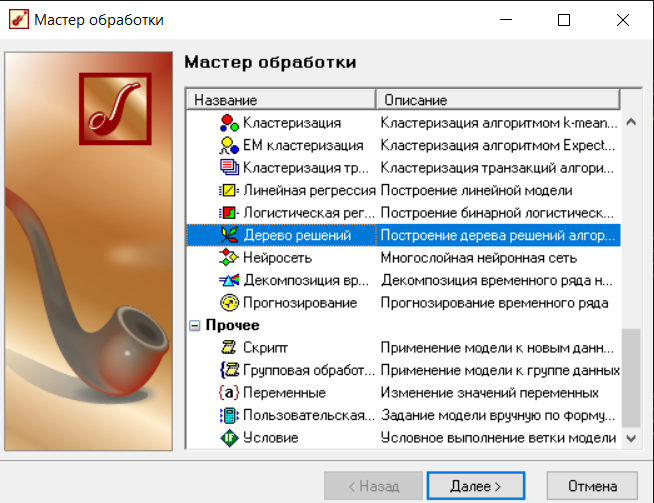 Мастер обработки
Мастер обработки
Название Описание
Кластеризация Кластеризация алгоритмом k-mean...
EM кластеризация Кластеризация алгоритмом Expect...
Кластеризация тр... Кластеризация транзакций алгори...
Линейная регрессия Построение линейной модели
Логистическая рег... Построение бинарной логистическ...
Дерево решений Построение дерева решений алгор...
Нейросеть Многослойная нейронная сеть
Декомпозиция вр... Декомпозиция временного ряда н...
Прогнозирование Прогнозирование временного ряда
Прочее
Скрипт Применение модели к новым данн...
Групповая обработ... Применение модели к группе данных
{a} Переменные Изменение значений переменных
Пользовательская... Задание модели вручную по форму...
Условие Условное выполнение ветки модели
< Назад Далее > Отмена